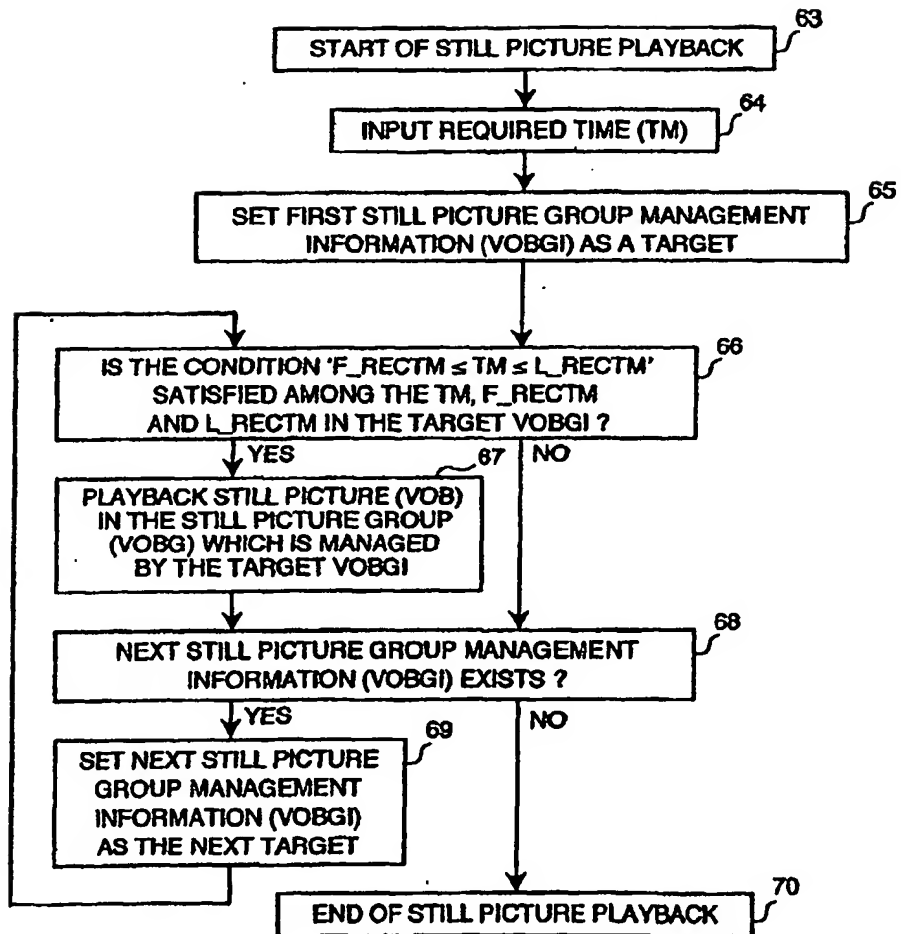 63
START OF STILL PICTURE PLAYBACK
64
INPUT REQUIRED TIME (TM)
65
SET FIRST STILL PICTURE GROUP MANAGEMENT
INFORMATION (VOBGI) AS A TARGET
66
IS THE CONDITION 'F_RECTM ≤ TM ≤ L_RECTM'
SATISFIED AMONG THE TM, F_RECTM
AND L_RECTM IN THE TARGET VOBGI ?
YES
67
NO
PLAYBACK STILL PICTURE (VOB)
IN THE STILL PICTURE GROUP
(VOBG) WHICH IS MANAGED
BY THE TARGET VOBGI
68
NEXT STILL PICTURE GROUP MANAGEMENT
INFORMATION (VOBGI) EXISTS ?
YES
69
NO
SET NEXT STILL PICTURE
GROUP MANAGEMENT
INFORMATION (VOBGI)
AS THE NEXT TARGET
70
END OF STILL PICTURE PLAYBACK